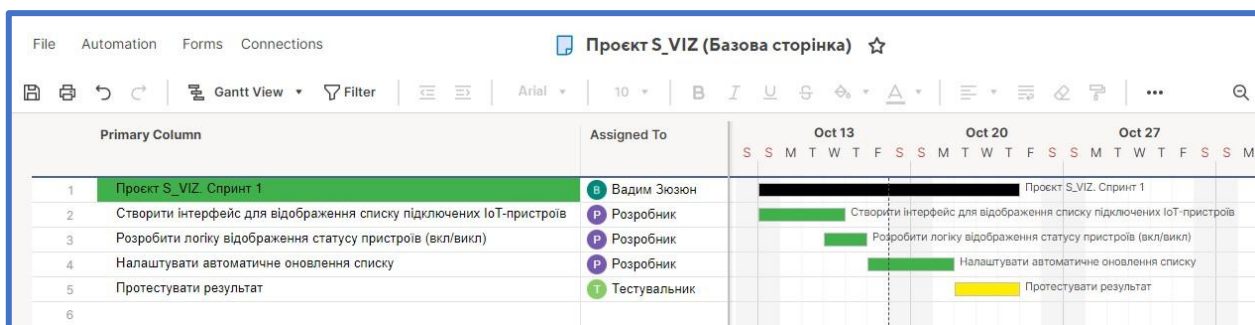 Проєкт S_VIZ (Базова сторінка)
File Automation Forms Connections
Gantt View Filter Arial 10 B I U S A
Primary Column Assigned To Oct 13 Oct 20 Oct 27
S S M T W T F S S M T W T F S S M T W T F S S M
1 Проєкт S_VIZ. Спринт 1 В Вадим Зюзюн Проєкт S_VIZ. Спринт 1
2 Створити інтерфейс для відображення списку підключених IoT-пристроїв Р Розробник Створити інтерфейс для відображення списку підключених IoT-пристроїв
3 Розробити логіку відображення статусу пристроїв (вкл/викл) Р Розробник Розробити логіку відображення статусу пристроїв (вкл/викл)
4 Налаштувати автоматичне оновлення списку Р Розробник Налаштувати автоматичне оновлення списку
5 Протестувати результат Т Тестувальник Протестувати результат
6